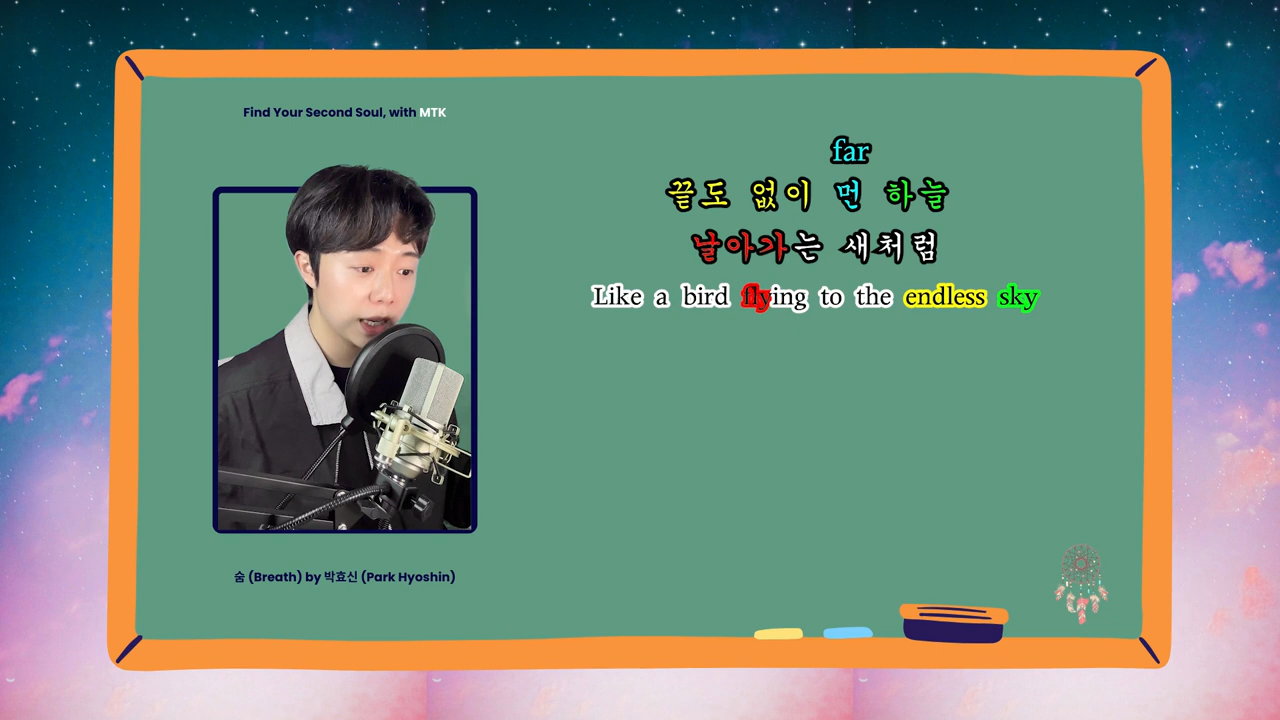 Find Your Second Soul, with MTK
far
끝도 없이 먼 하늘
날아가는 새처럼
Like a bird flying to the endless sky
숨 (Breath) by 박효신 (Park Hyoshin)